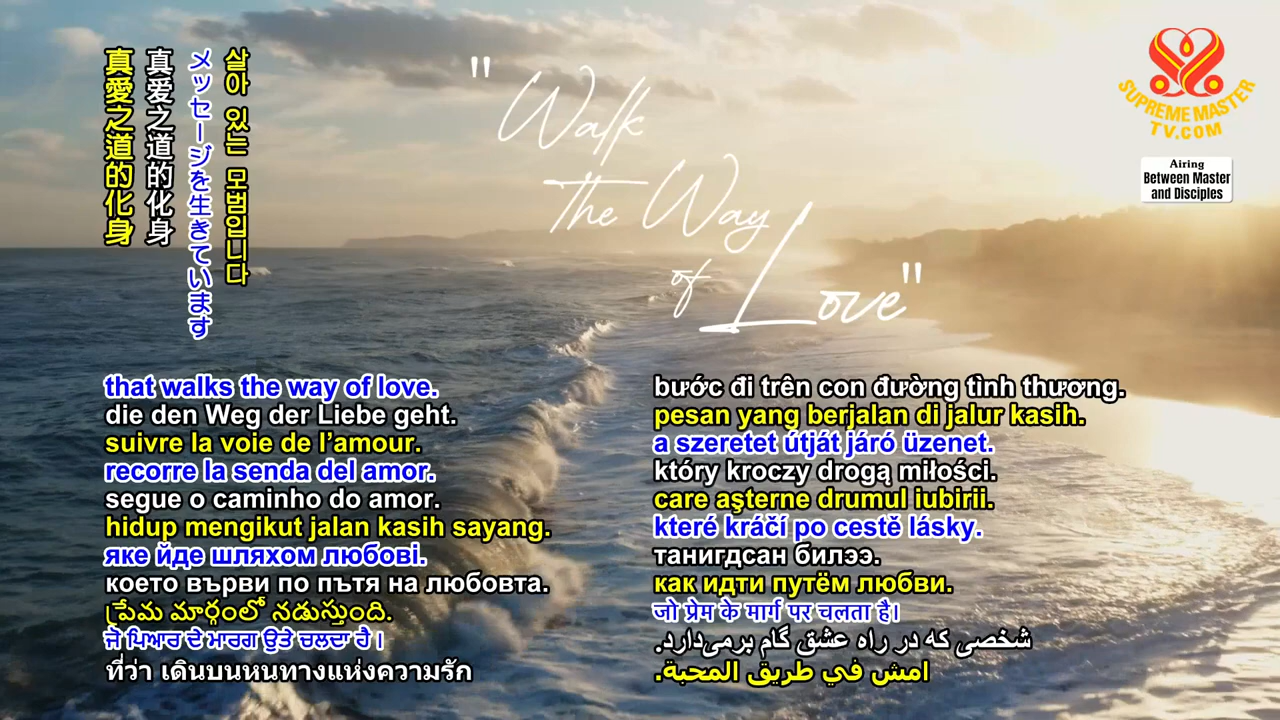 真愛之道的化身
真爱之道的化身
メッセージを生きています
살아 있는 모범입니다
"Walk
The Way
of Love"
SUPREME MASTER
TV.COM
Airing
Between Master
and Disciples
that walks the way of love.
die den Weg der Liebe geht.
suivre la voie de l’amour.
recorre la senda del amor.
segue o caminho do amor.
hidup mengikut jalan kasih sayang.
яке йде шляхом любові.
което върви по пътя на любовта.
ప్రేమ మార్గంలో నడుస్తుంది.
ਜੋ ਪਿਆਰ ਦੇ ਮਾਰਗ ਉਤੇ ਚਲਦਾ ਹੈ।
ที่ว่า เดินบนหนทางแห่งความรัก
bước đi trên con đường tình thương.
pesan yang berjalan di jalur kasih.
a szeretet útját járó üzenet.
który kroczy drogą miłości.
care aşterne drumul iubirii.
které kráčí po cestě lásky.
танигдсан билээ.
как идти путём любви.
जो प्रेम के मार्ग पर चलता है।
شخصی که در راه عشق گام برمی‌دارد.
امش في طريق المحبة.